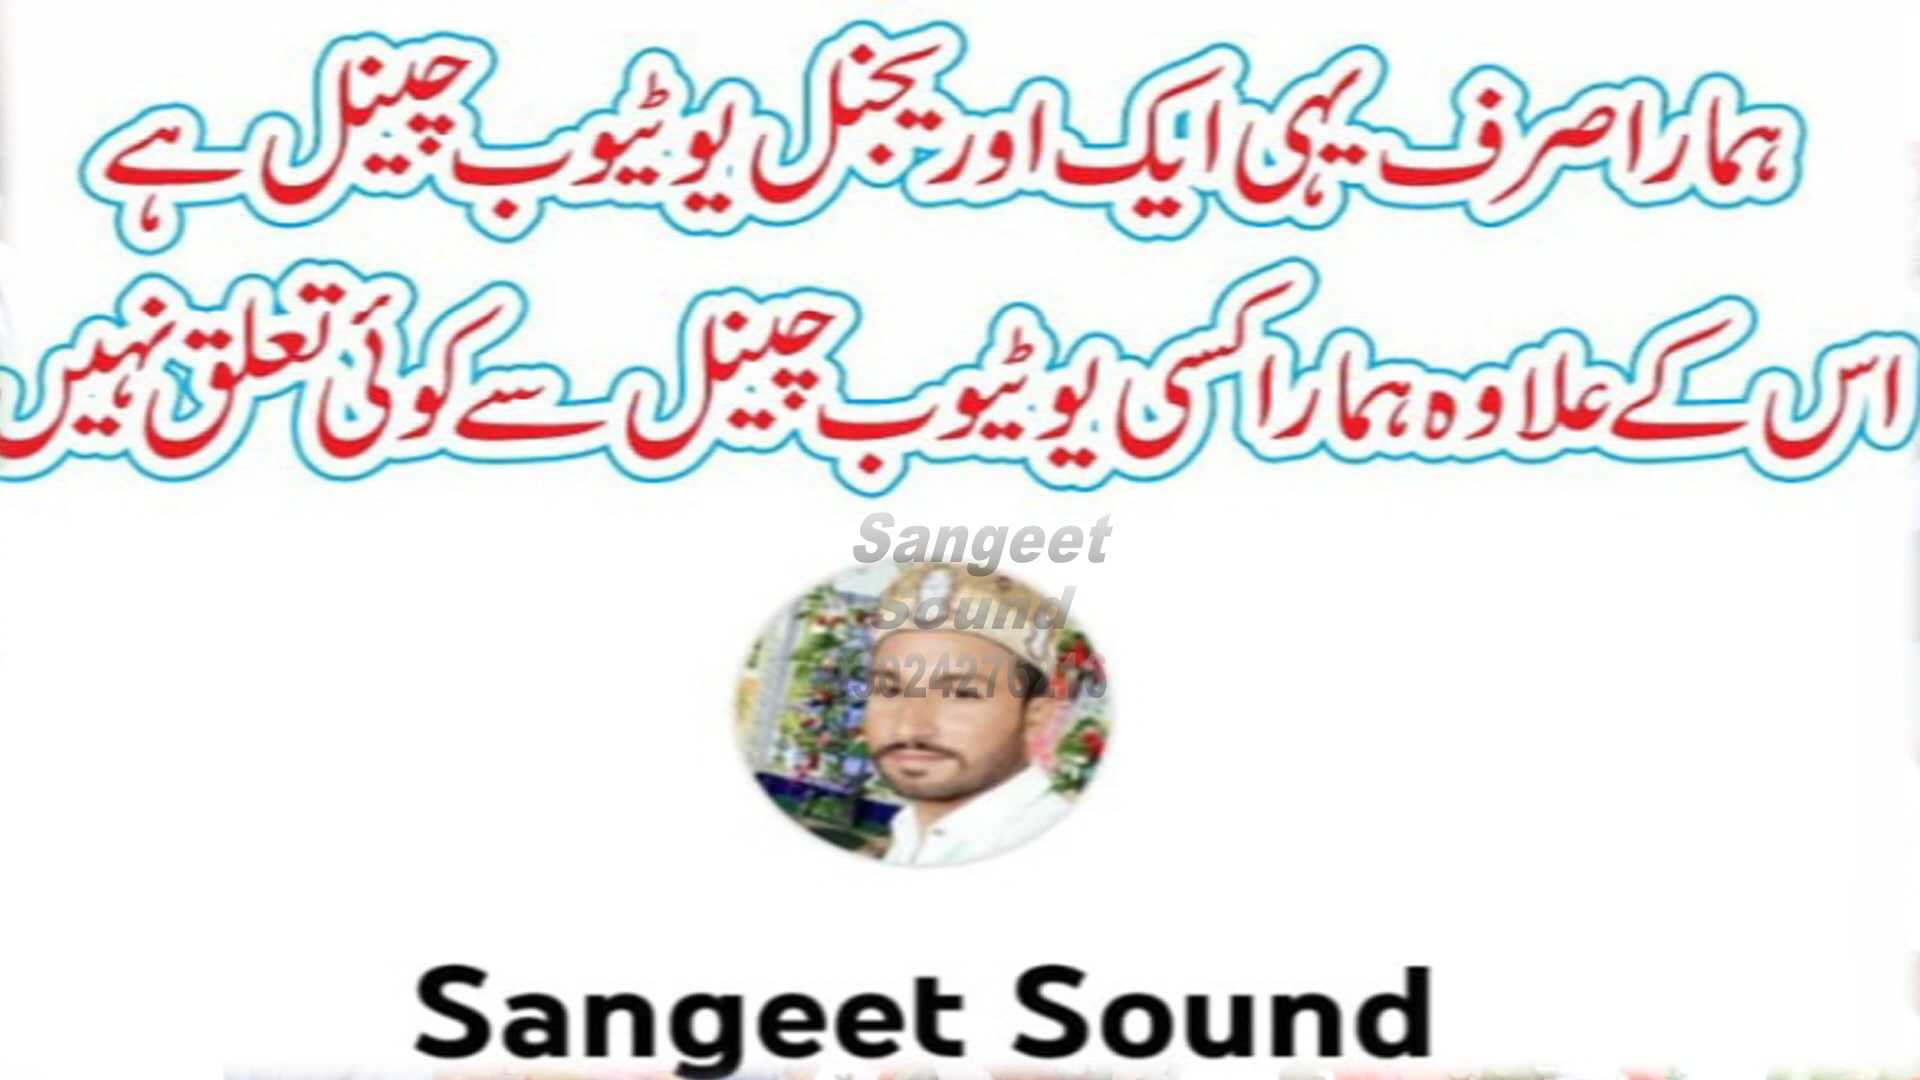 ہمارا صرف یہی ایک اوریجنل یوٹیوب چینل ہے
اس کے علاوہ ہمارا کسی یوٹیوب چینل سے کوئی تعلق نہیں
Sangeet
Sound
03024276216
Sangeet Sound